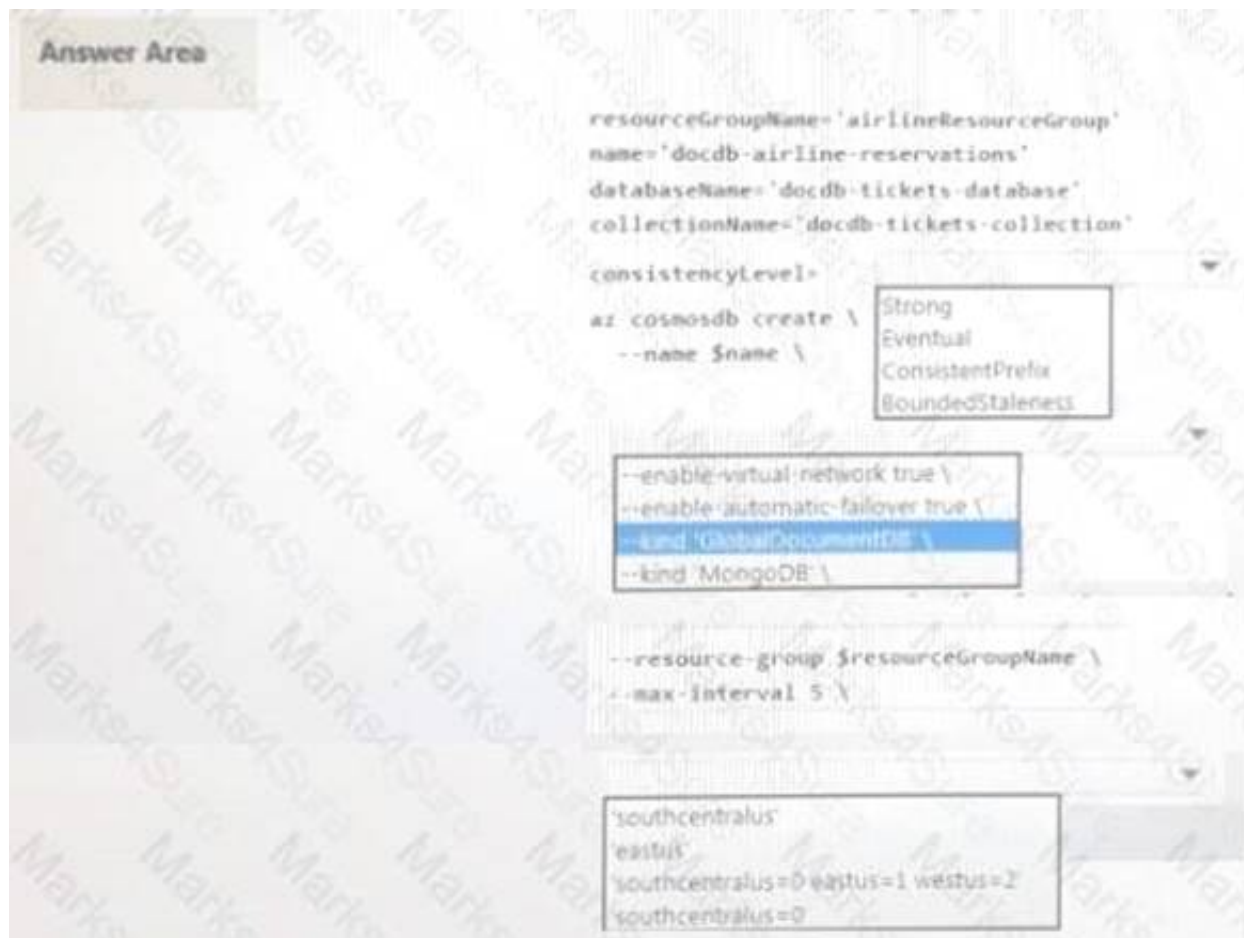 Answer Area
resourceGroupName='airlineResourceGroup'
name='docdb-airline-reservations'
databaseName='docdb-tickets-database'
collectionName='docdb-tickets-collection'
consistencyLevel=
Strong
az cosmosdb create \
Eventual
--name $name \
ConsistentPrefix
BoundedStaleness
--enable-virtual-network true \
--enable-automatic-failover true \
--kind 'GlobalDocumentDB' \
--kind 'MongoDB' \
--resource-group $resourceGroupName \
--max-interval 5 \
'southcentralus'
'eastus'
'southcentralus=0 eastus=1 westus=2'
'southcentralus=0'
Marks4Sure